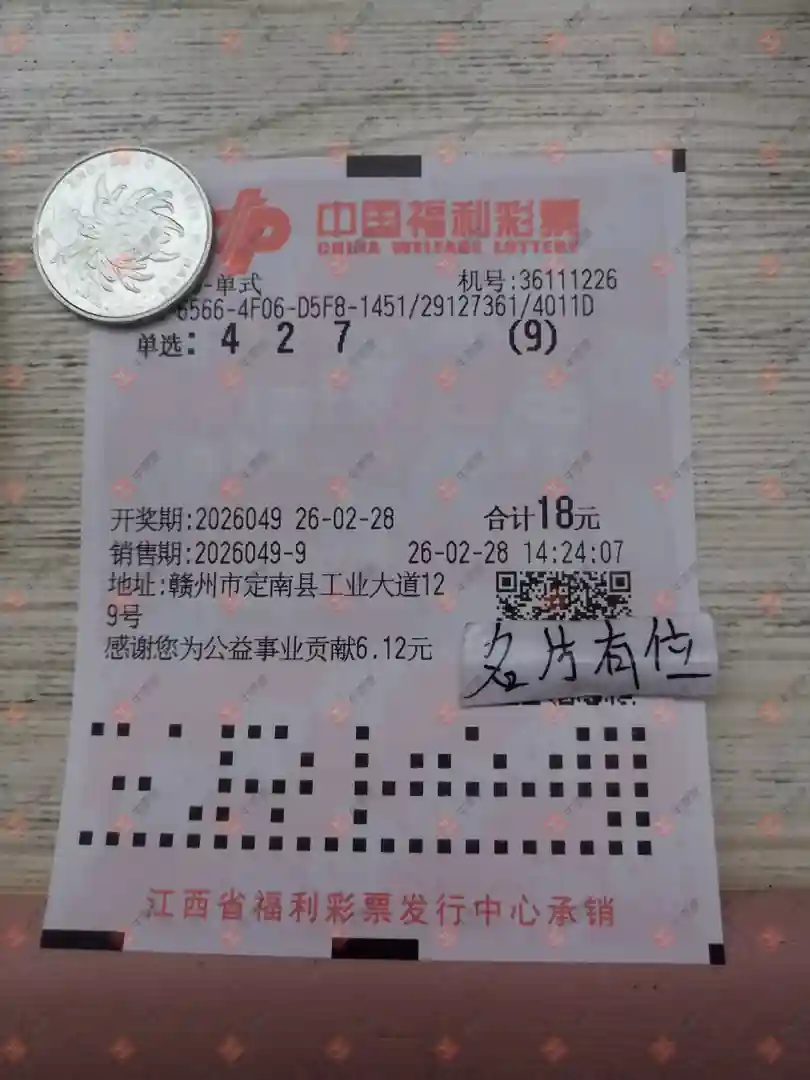 中国福利彩票
CHINA WELFARE LOTTERY
-单式 机号:36111226
6566-4F06-D5F8-1451/29127361/4011D
单选: 4 2 7 (9)
开奖期:2026049 26-02-28 合计18元
销售期:2026049-9 26-02-28 14:24:07
地址:赣州市定南县工业大道12
9号
感谢您为公益事业贡献6.12元
名片有位
江西省福利彩票发行中心承销